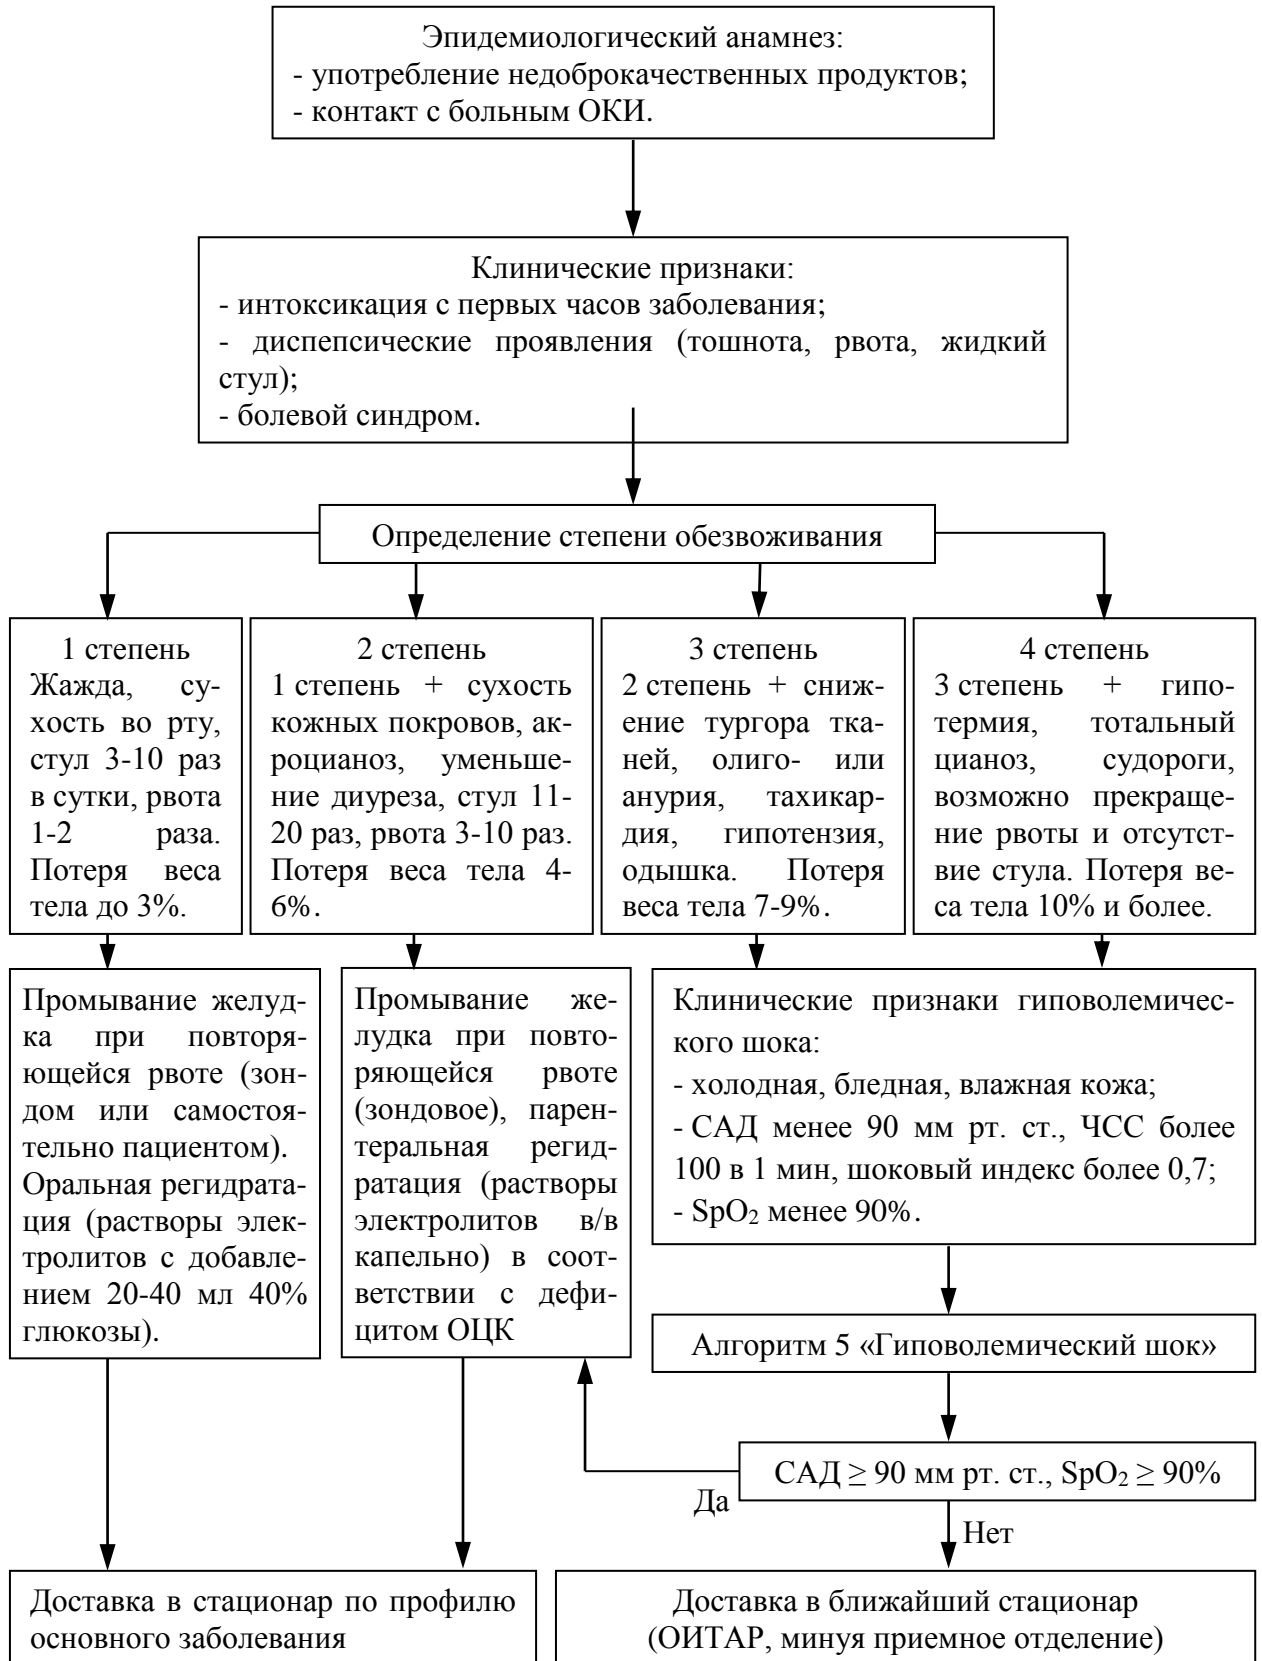 Эпидемиологический анамнез:
- употребление недоброкачественных продуктов;
- контакт с больным ОКИ.
Клинические признаки:
- интоксикация с первых часов заболевания;
- диспепсические проявления (тошнота, рвота, жидкий
стул);
- болевой синдром.
Определение степени обезвоживания
1 степень
Жажда, су-
хость во рту,
стул 3-10 раз
в сутки, рвота
1-2 раза.
Потеря веса
тела до 3%.
2 степень
1 степень + сухость
кожных покровов, ак-
роцианоз, уменьше-
ние диуреза, стул 11-
20 раз, рвота 3-10 раз.
Потеря веса тела 4-
6%.
3 степень
2 степень + сниж-
ение тургора тка-
ней, олиго- или
анурия, тахикар-
дия, гипотензия,
одышка. Потеря
веса тела 7-9%.
4 степень
3 степень + гипо-
термия, тотальный
цианоз, судороги,
возможно прекраще-
ние рвоты и отсутст-
вие стула. Потеря ве-
са тела 10% и более.
Промывание желуд-
ка при повторя-
ющейся рвоте (зон-
дом или самостоя-
тельно пациентом).
Оральная регидрата-
ция (растворы элек-
тролитов с добавле-
нием 20-40 мл 40%
глюкозы).
Промывание же-
лудка при повто-
ряющейся рвоте
(зондовое), парен-
теральная регид-
ратация (растворы
электролитов в/в
капельно) в соот-
ветствии с дефи-
цитом ОЦК
Клинические признаки гиповолемичес-
кого шока:
- холодная, бледная, влажная кожа;
- САД менее 90 мм рт. ст., ЧСС более
100 в 1 мин, шоковый индекс более 0,7;
- SpO₂ менее 90%.
Алгоритм 5 «Гиповолемический шок»
САД ≥ 90 мм рт. ст., SpO₂ ≥ 90%
Да
Нет
Доставка в стационар по профилю
основного заболевания
Доставка в ближайший стационар
(ОИТАР, минуя приемное отделение)